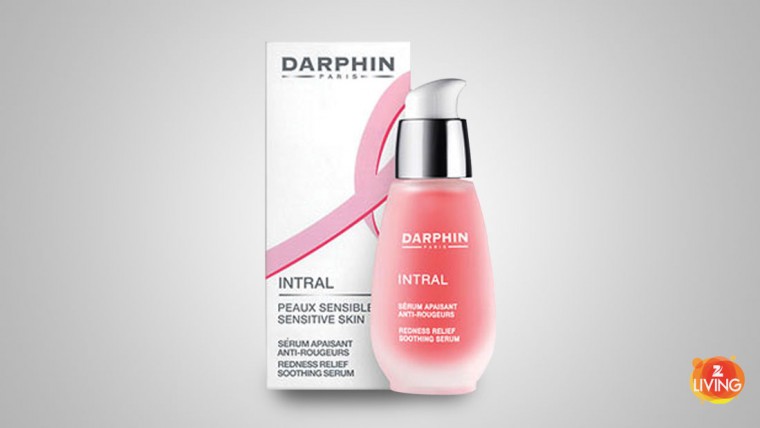 DARPHIN
PARIS
INTRAL
PEAUX SENSIBLE
SENSITIVE SKIN
SÉRUM APAISANT
ANTI-ROUGEURS
REDNESS RELIEF
SOOTHING SERUM
DARPHIN
PARIS
INTRAL
SÉRUM APAISANT
ANTI-ROUGEURS
REDNESS RELIEF
SOOTHING SERUM
Z
LIVING